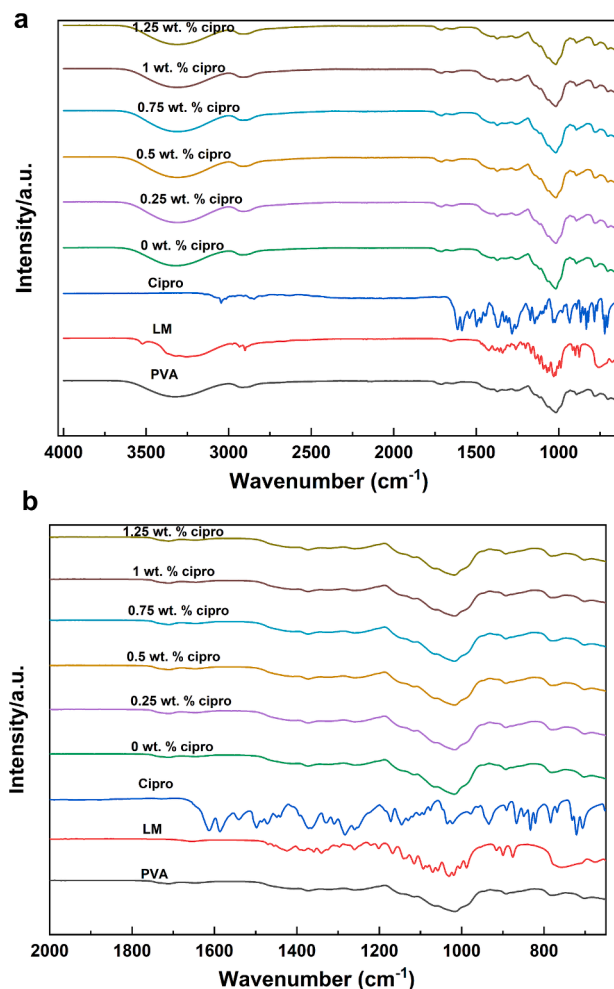 a
1.25 wt. % cipro
1 wt. % cipro
0.75 wt. % cipro
0.5 wt. % cipro
0.25 wt. % cipro
0 wt. % cipro
Cipro
LM
PVA
Intensity/a.u.
4000 3500 3000 2500 2000 1500 1000
Wavenumber (cm⁻¹)
b
1.25 wt. % cipro
1 wt. % cipro
0.75 wt. % cipro
0.5 wt. % cipro
0.25 wt. % cipro
0 wt. % cipro
Cipro
LM
PVA
Intensity/a.u.
2000 1800 1600 1400 1200 1000 800
Wavenumber (cm⁻¹)